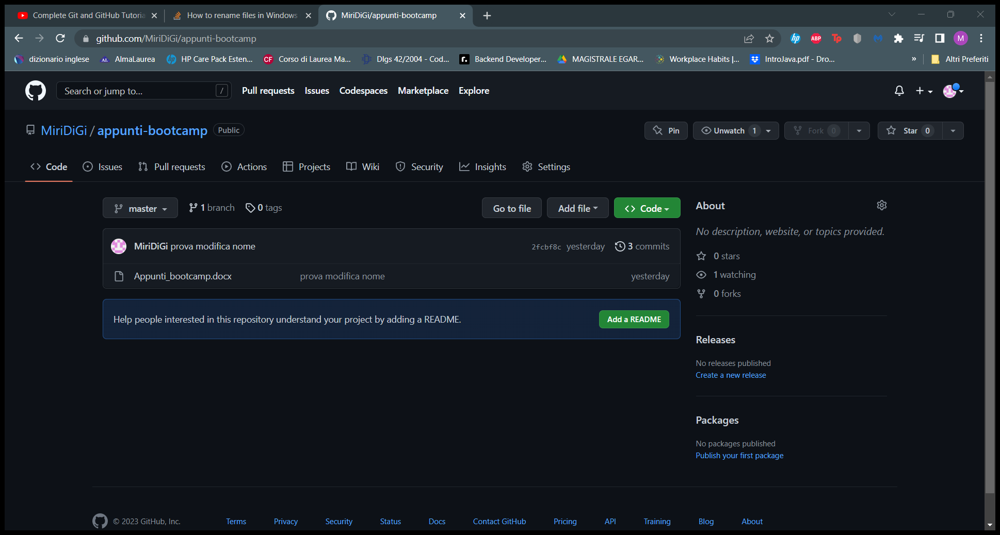 Complete Git and GitHub Tutoria
How to rename files in Windows
MiriDiGi/appunti-bootcamp
github.com/MiriDiGi/appunti-bootcamp
hp
ABP
Tp
M
dizionario inglese
AL
AlmaLaurea
HP Care Pack Esten...
CF
Corso di Laurea Ma...
Dlgs 42/2004 - Cod...
r.
Backend Developer...
MAGISTRALE EGAR...
Workplace Habits |...
IntroJava.pdf - Dro...
»
Altri Preferiti
Search or jump to...
/
Pull requests
Issues
Codespaces
Marketplace
Explore
MiriDiGi / appunti-bootcamp
Public
Pin
Unwatch 1
Fork 0
Star 0
Code
Issues
Pull requests
Actions
Projects
Wiki
Security
Insights
Settings
master
1 branch
0 tags
Go to file
Add file
Code
MiriDiGi prova modifica nome
2fcbf8c yesterday
3 commits
Appunti_bootcamp.docx
prova modifica nome
yesterday
Help people interested in this repository understand your project by adding a README.
Add a README
About
No description, website, or topics provided.
0 stars
1 watching
0 forks
Releases
No releases published
Create a new release
Packages
No packages published
Publish your first package
© 2023 GitHub, Inc.
Terms
Privacy
Security
Status
Docs
Contact GitHub
Pricing
API
Training
Blog
About